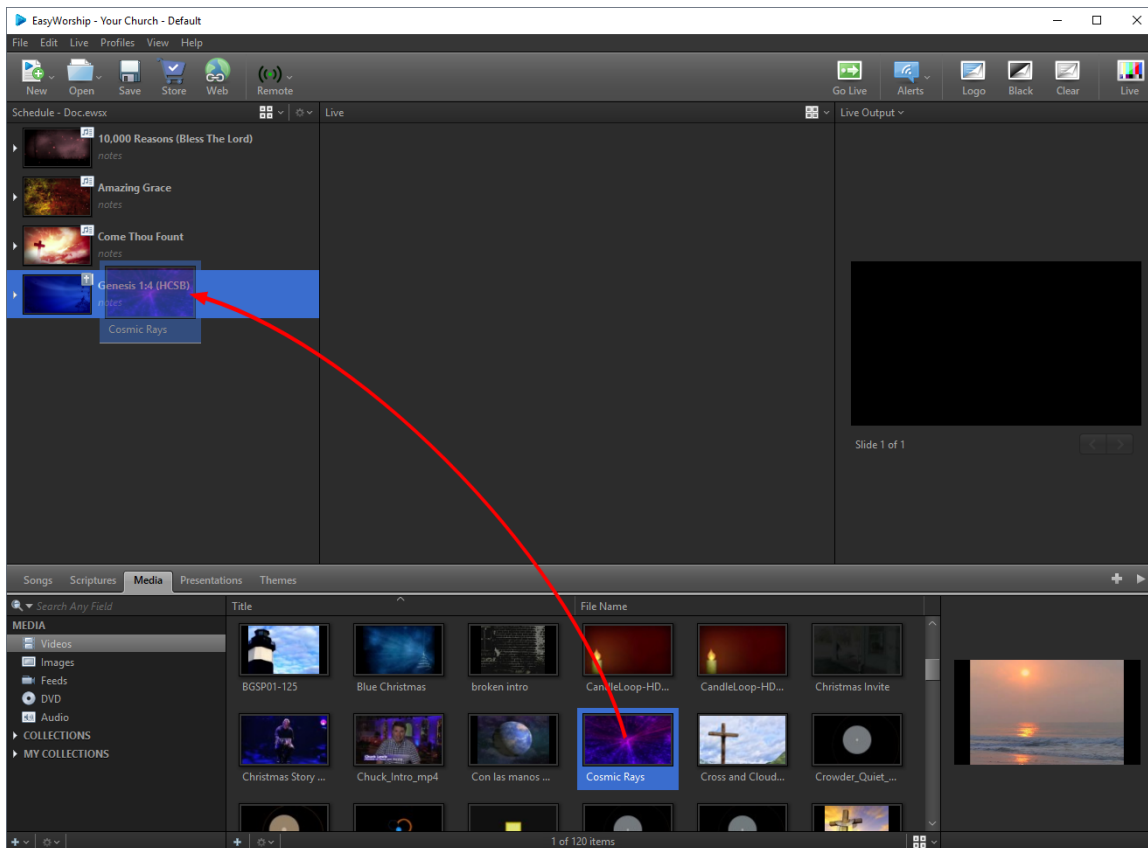 EasyWorship - Your Church - Default
File Edit Live Profiles View Help
New Open Save Store Web Remote Go Live Alerts Logo Black Clear Live
Schedule - Doc.ewsx Live Live Output
10,000 Reasons (Bless The Lord)
notes
Amazing Grace
notes
Come Thou Fount
notes
Genesis 1:4 (HCSB)
notes
Cosmic Rays
Slide 1 of 1
Songs Scriptures Media Presentations Themes
Search Any Field Title File Name
MEDIA
Videos
Images
Feeds
DVD
Audio
COLLECTIONS
MY COLLECTIONS
BGSP01-125 Blue Christmas broken intro CandleLoop-HD... CandleLoop-HD... Christmas Invite
Christmas Story ... Chuck_Intro_mp4 Con las manos ... Cosmic Rays Cross and Cloud... Crowder_Quiet_...
1 of 120 items